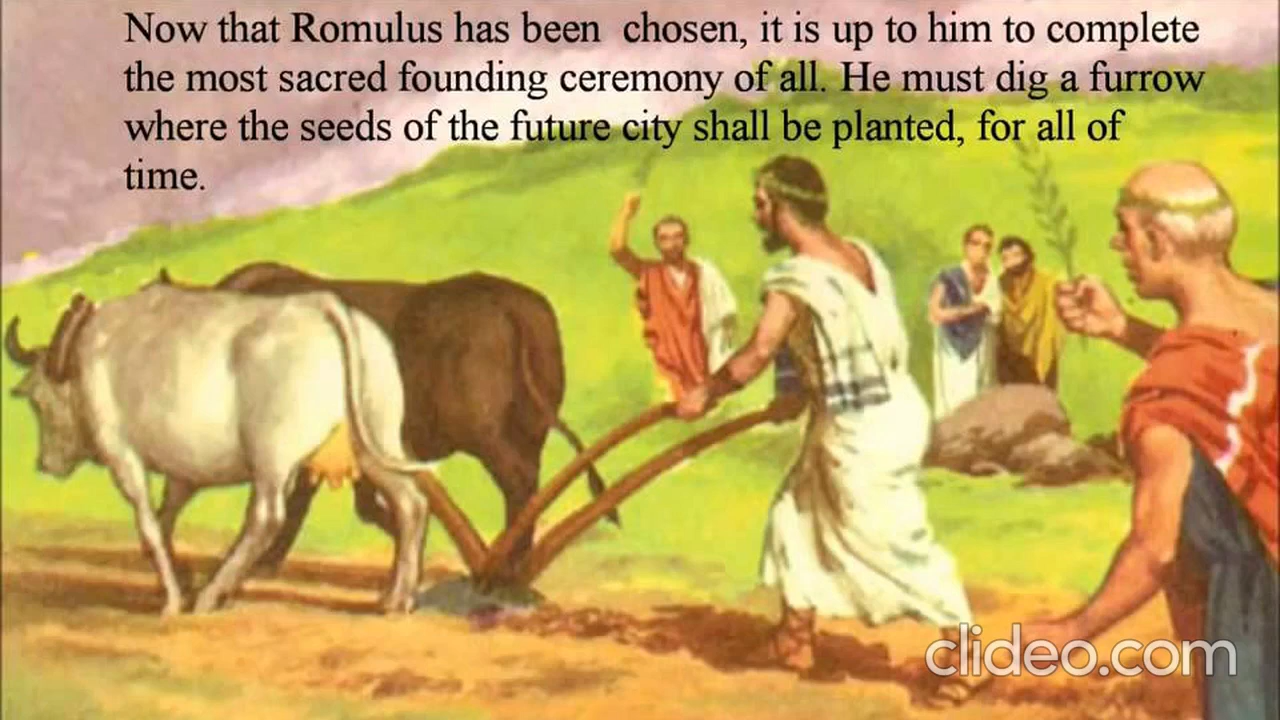 Now that Romulus has been  chosen, it is up to him to complete
the most sacred founding ceremony of all. He must dig a furrow
where the seeds of the future city shall be planted, for all of
time.
clideo.com